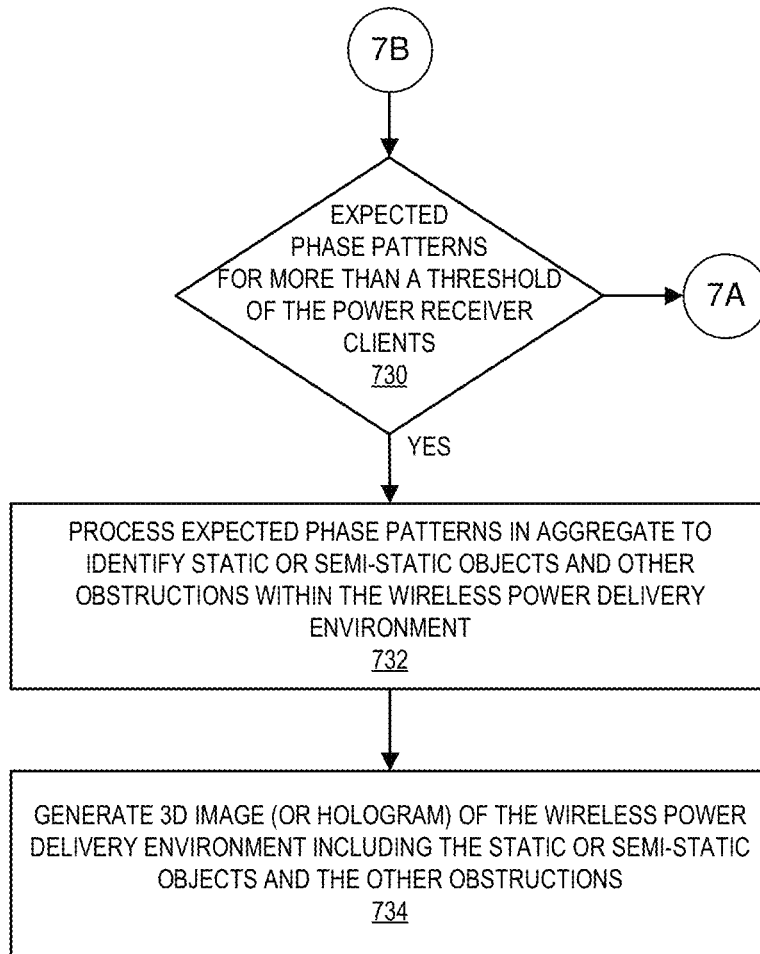 7B
EXPECTED
PHASE PATTERNS
FOR MORE THAN A THRESHOLD
OF THE POWER RECEIVER
CLIENTS
730
7A
YES
PROCESS EXPECTED PHASE PATTERNS IN AGGREGATE TO
IDENTIFY STATIC OR SEMI-STATIC OBJECTS AND OTHER
OBSTRUCTIONS WITHIN THE WIRELESS POWER DELIVERY
ENVIRONMENT
732
GENERATE 3D IMAGE (OR HOLOGRAM) OF THE WIRELESS POWER
DELIVERY ENVIRONMENT INCLUDING THE STATIC OR SEMI-STATIC
OBJECTS AND THE OTHER OBSTRUCTIONS
734